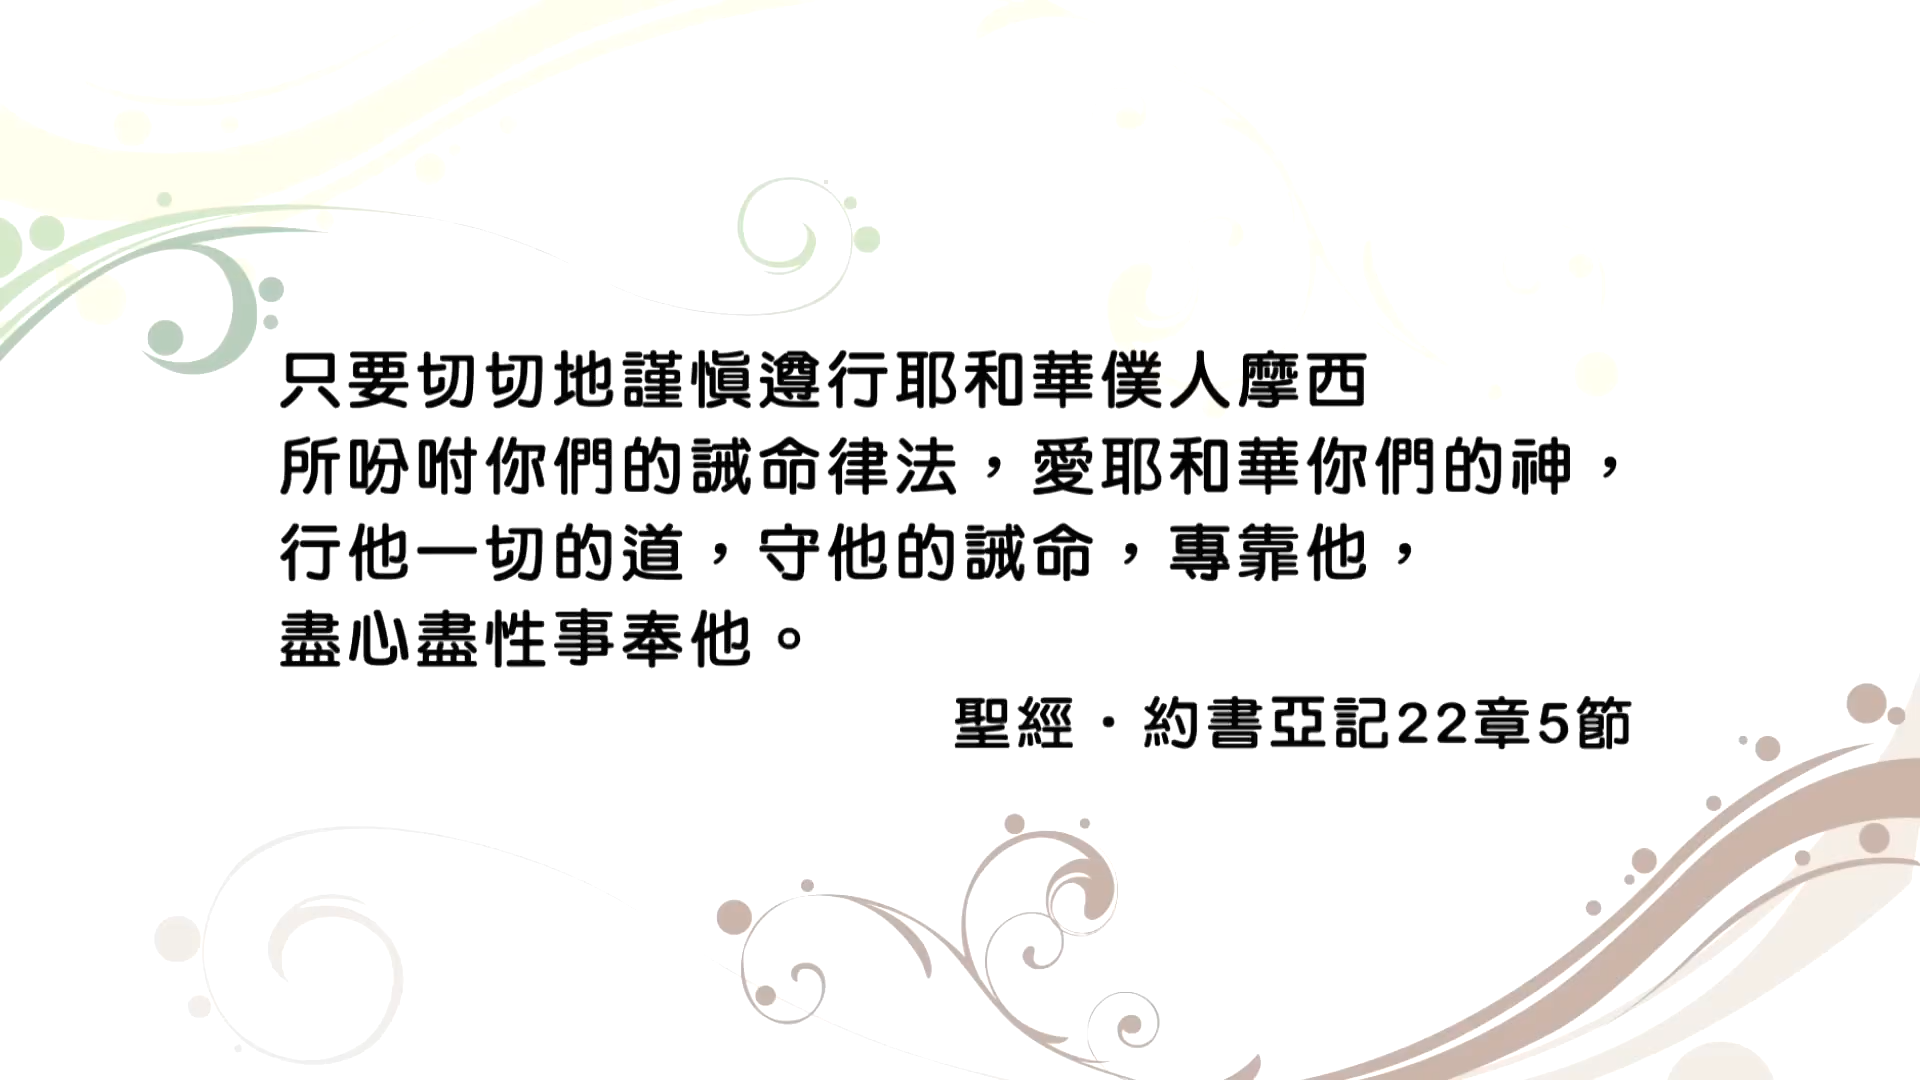 只要切切地謹慎遵行耶和華僕人摩西
所吩咐你們的誡命律法，愛耶和華你們的神，
行他一切的道，守他的誡命，專靠他，
盡心盡性事奉他。
聖經．約書亞記22章5節